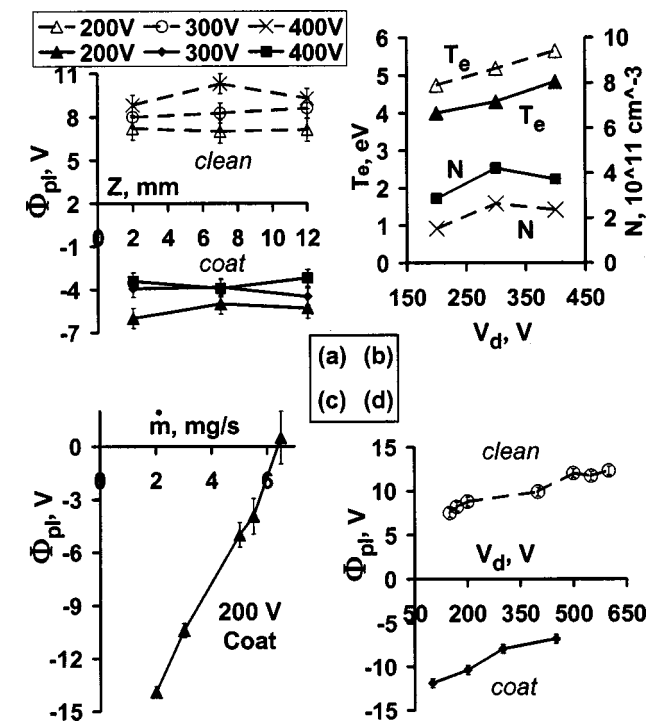 200V 300V 400V
200V 300V 400V
11
8
5
2
-1
-4
-7
Φpl, V
Z, mm
0 2 4 6 8 10 12
clean
coat
6
5
4
3
2
1
0
Te, eV
10
8
6
4
2
0
N, 10^11 cm^-3
Te
Te
N
N
150 250 350 450
Vd, V
(a) (b)
(c) (d)
ṁ, mg/s
0
-3
-6
-9
-12
-15
Φpl, V
0 2 4 6
200 V
Coat
15
10
5
0
-5
-10
-15
Φpl, V
clean
Vd, V
50 200 350 500 650
coat